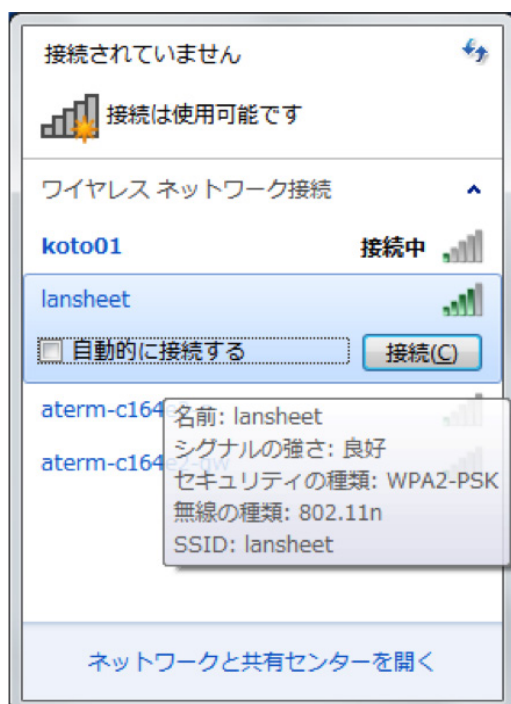 接続されていません
接続は使用可能です
ワイヤレス ネットワーク接続
koto01 接続中
lansheet
自動的に接続する 接続(C)
aterm-c164
名前: lansheet
シグナルの強さ: 良好
aterm-c164e2-gw
セキュリティの種類: WPA2-PSK
無線の種類: 802.11n
SSID: lansheet
ネットワークと共有センターを開く